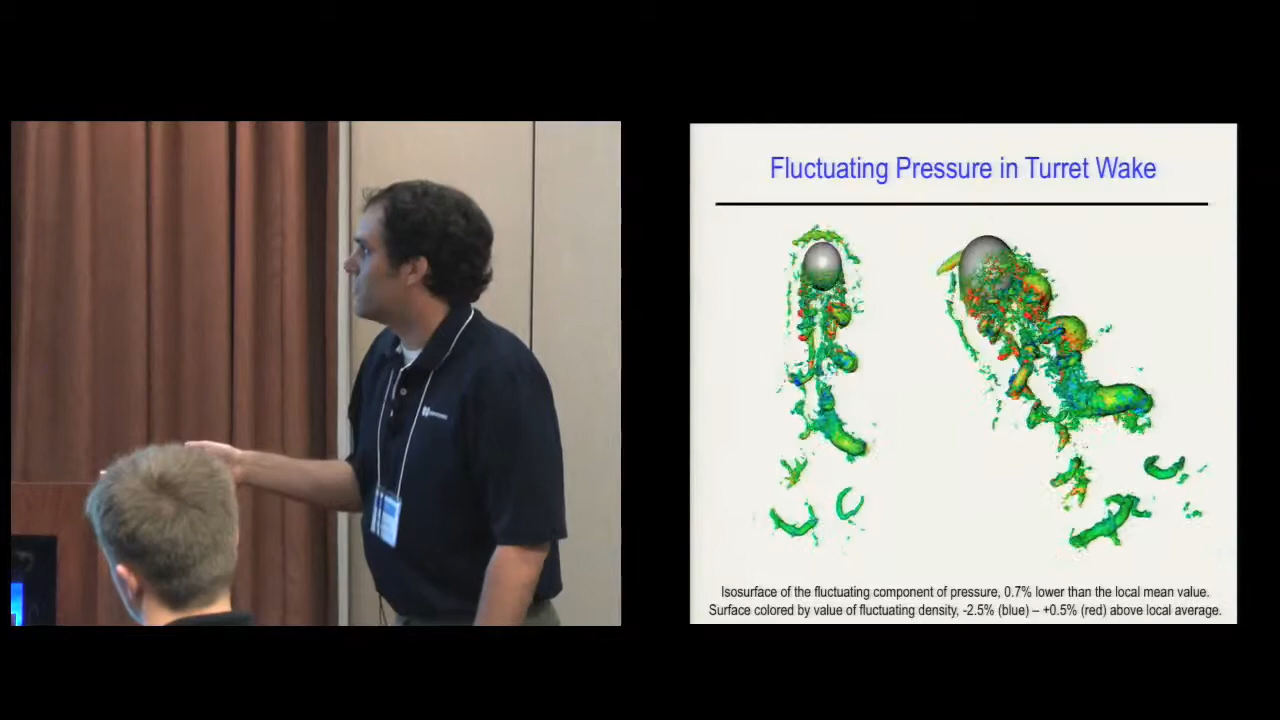 Fluctuating Pressure in Turret Wake
Isosurface of the fluctuating component of pressure, 0.7% lower than the local mean value.
Surface colored by value of fluctuating density, -2.5% (blue) – +0.5% (red) above local average.